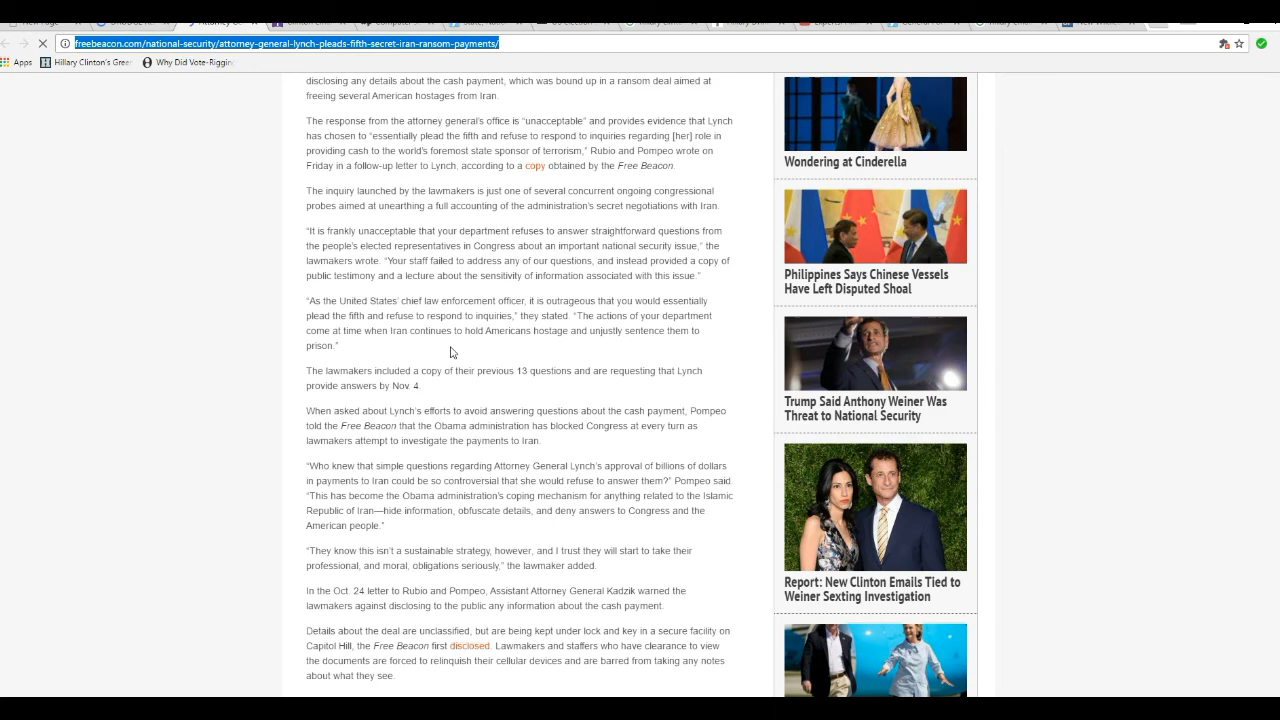 freebeacon.com/national-security/attorney-general-lynch-pleads-fifth-secret-iran-ransom-payments/
Apps
Hillary Clinton's Greer
Why Did Vote-Rigging
disclosing any details about the cash payment, which was bound up in a ransom deal aimed at
freeing several American hostages from Iran.
The response from the attorney general's office is “unacceptable” and provides evidence that Lynch
has chosen to “essentially plead the fifth and refuse to respond to inquiries regarding [her] role in
providing cash to the world's foremost state sponsor of terrorism,” Rubio and Pompeo wrote on
Friday in a follow-up letter to Lynch, according to a copy obtained by the Free Beacon.
The inquiry launched by the lawmakers is just one of several concurrent ongoing congressional
probes aimed at unearthing a full accounting of the administration's secret negotiations with Iran.
“It is frankly unacceptable that your department refuses to answer straightforward questions from
the people's elected representatives in Congress about an important national security issue,” the
lawmakers wrote. “Your staff failed to address any of our questions, and instead provided a copy of
public testimony and a lecture about the sensitivity of information associated with this issue.”
“As the United States' chief law enforcement officer, it is outrageous that you would essentially
plead the fifth and refuse to respond to inquiries,” they stated. “The actions of your department
come at time when Iran continues to hold Americans hostage and unjustly sentence them to
prison.”
The lawmakers included a copy of their previous 13 questions and are requesting that Lynch
provide answers by Nov. 4.
When asked about Lynch's efforts to avoid answering questions about the cash payment, Pompeo
told the Free Beacon that the Obama administration has blocked Congress at every turn as
lawmakers attempt to investigate the payments to Iran.
“Who knew that simple questions regarding Attorney General Lynch's approval of billions of dollars
in payments to Iran could be so controversial that she would refuse to answer them?” Pompeo said.
“This has become the Obama administration's coping mechanism for anything related to the Islamic
Republic of Iran—hide information, obfuscate details, and deny answers to Congress and the
American people.”
“They know this isn't a sustainable strategy, however, and I trust they will start to take their
professional, and moral, obligations seriously,” the lawmaker added.
In the Oct. 24 letter to Rubio and Pompeo, Assistant Attorney General Kadzik warned the
lawmakers against disclosing to the public any information about the cash payment.
Details about the deal are unclassified, but are being kept under lock and key in a secure facility on
Capitol Hill, the Free Beacon first disclosed. Lawmakers and staffers who have clearance to view
the documents are forced to relinquish their cellular devices and are barred from taking any notes
about what they see.
Wondering at Cinderella
Philippines Says Chinese Vessels
Have Left Disputed Shoal
Trump Said Anthony Weiner Was
Threat to National Security
Report: New Clinton Emails Tied to
Weiner Sexting Investigation